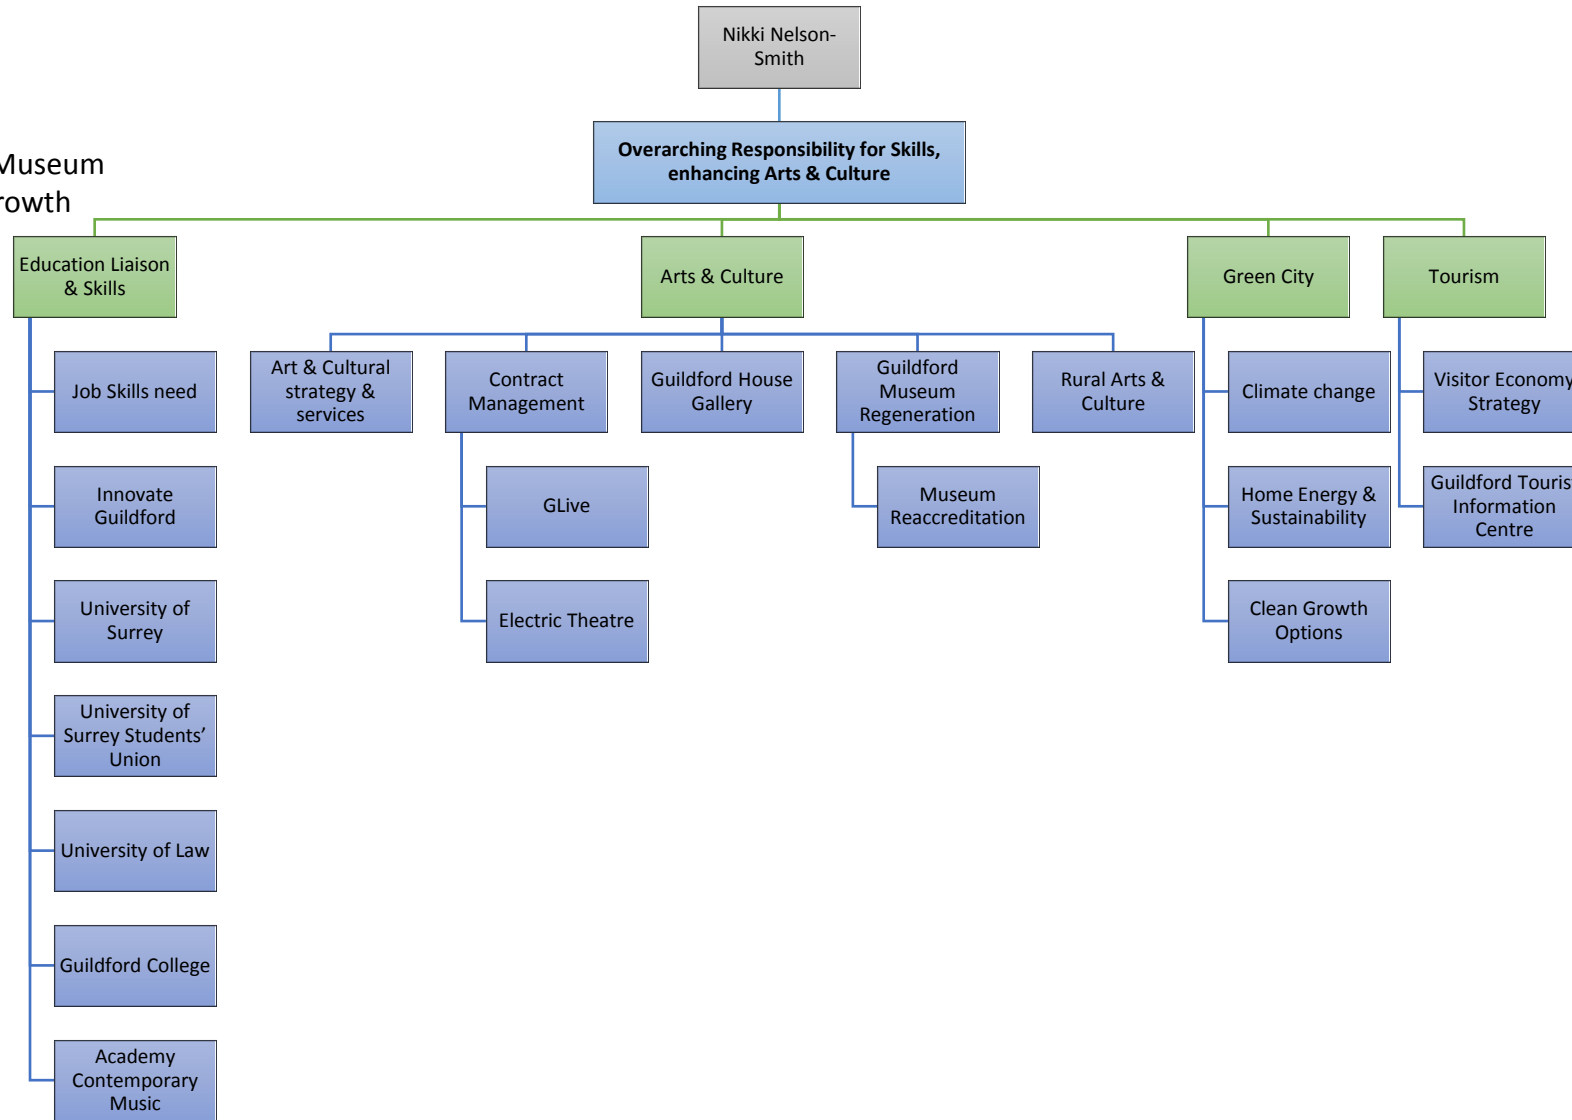 Nikki Nelson-
Smith
Overarching Responsibility for Skills,
enhancing Arts & Culture
Museum
rowth
Education Liaison
& Skills
Arts & Culture
Green City
Tourism
Job Skills need
Innovate
Guildford
University of
Surrey
University of
Surrey Students’
Union
University of Law
Guildford College
Academy
Contemporary
Music
Art & Cultural
strategy &
services
Contract
Management
GLive
Electric Theatre
Guildford House
Gallery
Guildford
Museum
Regeneration
Museum
Reaccreditation
Rural Arts &
Culture
Climate change
Home Energy &
Sustainability
Clean Growth
Options
Visitor Economy
Strategy
Guildford Tourist
Information
Centre